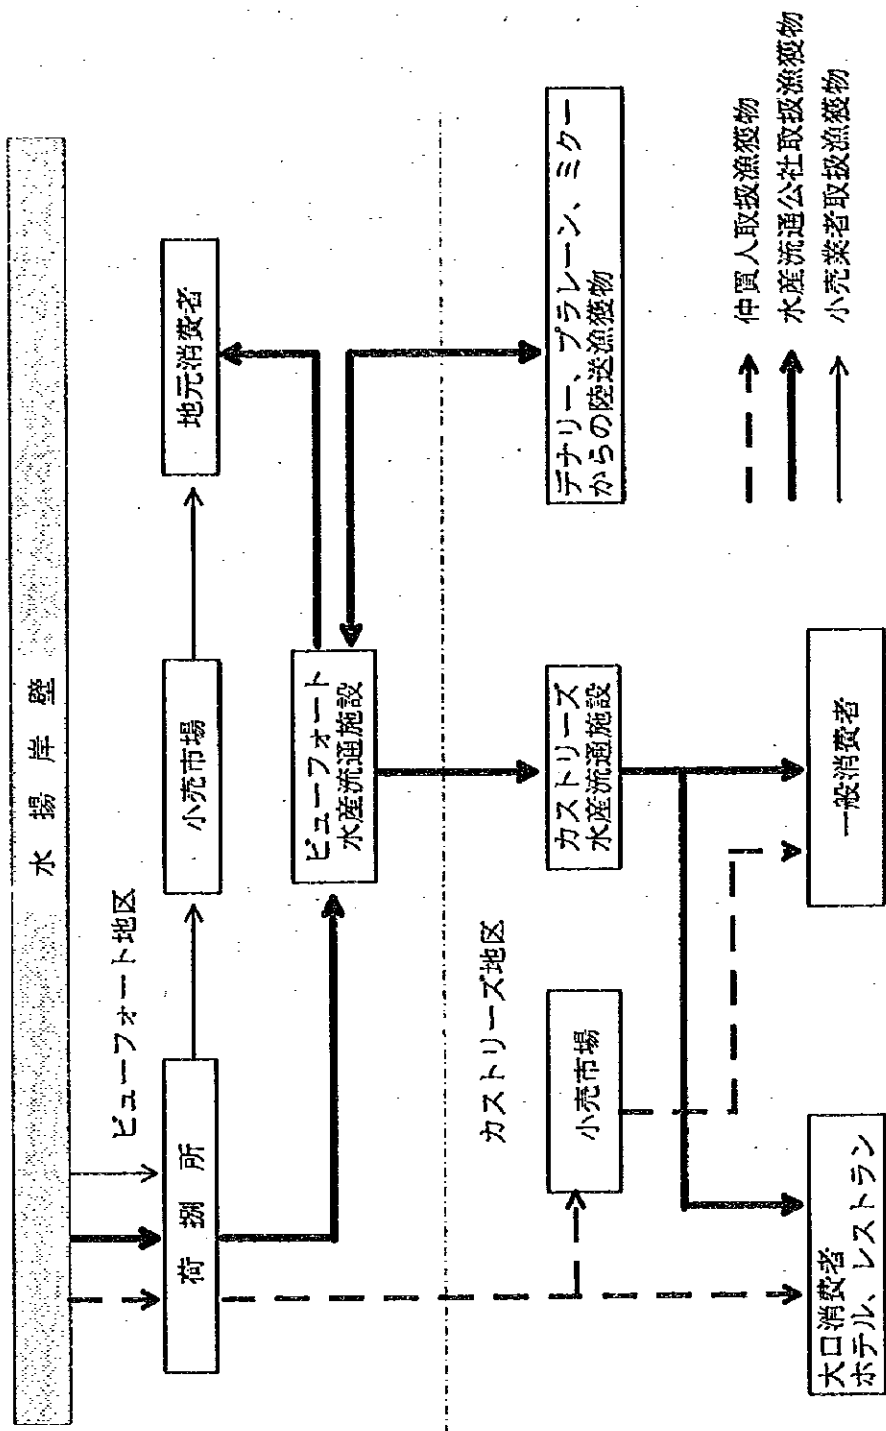 水揚岸壁
ビューフォート地区
荷捌所
小売市場
地元消費者
ビューフォート
水産流通施設
カストリーズ地区
小売市場
カストリーズ
水産流通施設
デナリー、プラレーン、ミクー
からの陸送漁獲物
大口消費者
ホテル、レストラン
一般消費者
仲買人取扱漁獲物
水産流通公社取扱漁獲物
小売業者取扱漁獲物